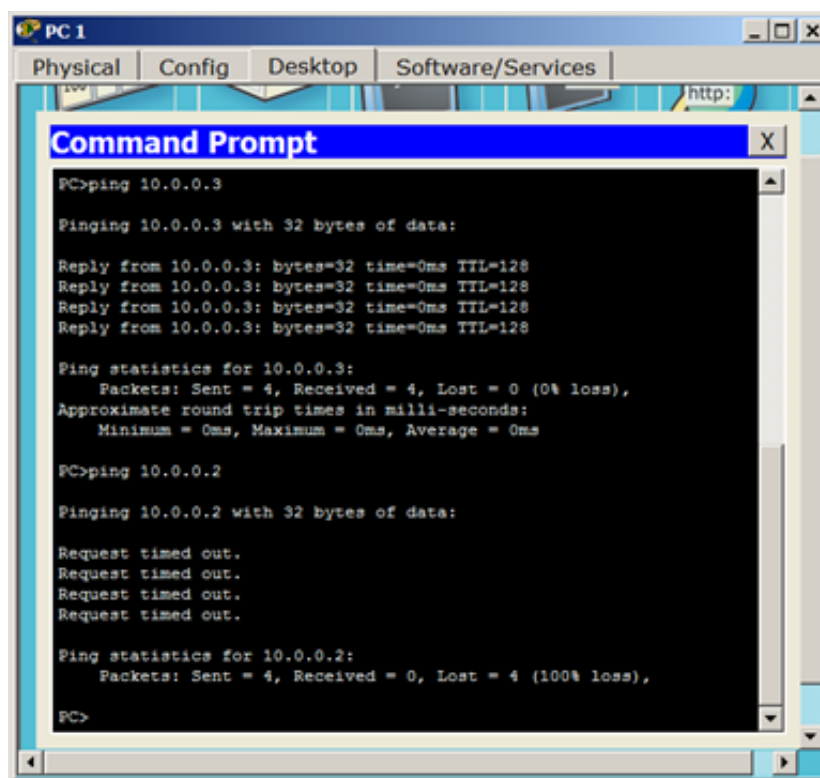 PC 1
Physical Config Desktop Software/Services
http:
Command Prompt X
PC>ping 10.0.0.3
Pinging 10.0.0.3 with 32 bytes of data:
Reply from 10.0.0.3: bytes=32 time=0ms TTL=128
Reply from 10.0.0.3: bytes=32 time=0ms TTL=128
Reply from 10.0.0.3: bytes=32 time=0ms TTL=128
Reply from 10.0.0.3: bytes=32 time=0ms TTL=128
Ping statistics for 10.0.0.3:
Packets: Sent = 4, Received = 4, Lost = 0 (0% loss),
Approximate round trip times in milli-seconds:
Minimum = 0ms, Maximum = 0ms, Average = 0ms
PC>ping 10.0.0.2
Pinging 10.0.0.2 with 32 bytes of data:
Request timed out.
Request timed out.
Request timed out.
Request timed out.
Ping statistics for 10.0.0.2:
Packets: Sent = 4, Received = 0, Lost = 4 (100% loss),
PC>